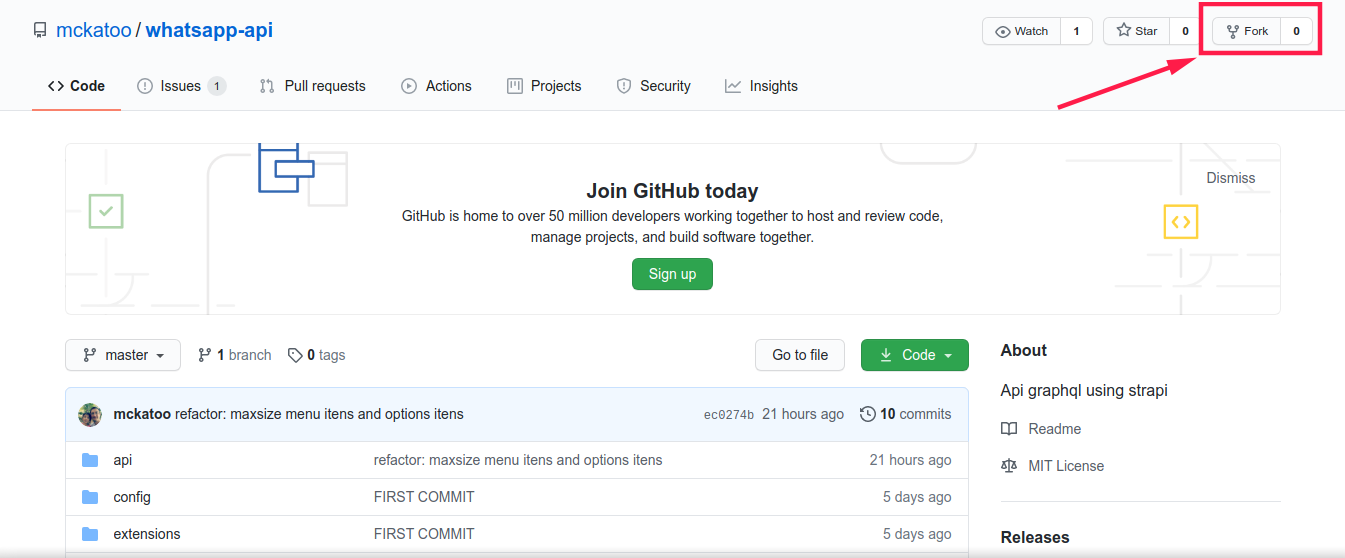 mckatoo / whatsapp-api
Watch 1 Star 0 Fork 0
Code Issues 1 Pull requests Actions Projects Security Insights
Join GitHub today
Dismiss
GitHub is home to over 50 million developers working together to host and review code,
manage projects, and build software together.
Sign up
master 1 branch 0 tags Go to file Code
mckatoo refactor: maxsize menu itens and options itens ec0274b 21 hours ago 10 commits
api refactor: maxsize menu itens and options itens 21 hours ago
config FIRST COMMIT 5 days ago
extensions FIRST COMMIT 5 days ago
About
Api graphql using strapi
Readme
MIT License
Releases